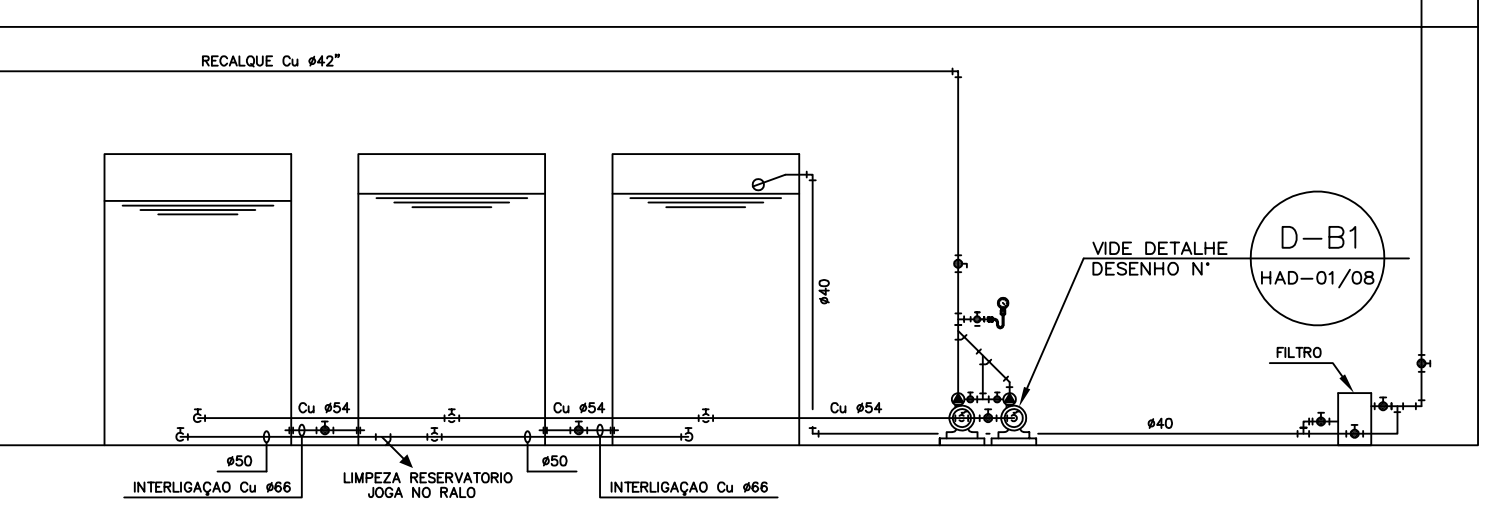 RECALQUE Cu ø42"
VIDE DETALHE
DESENHO N°
D-B1
HAD-01/08
ø40
FILTRO
Cu ø54
Cu ø54
Cu ø54
ø40
ø50
ø50
LIMPEZA RESERVATORIO
JOGA NO RALO
INTERLIGAÇAO Cu ø66
INTERLIGAÇAO Cu ø66